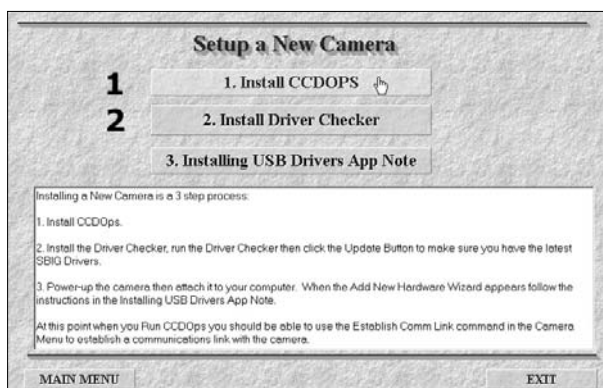 Setup a New Camera
1
1. Install CCDOPS
2
2. Install Driver Checker
3. Installing USB Drivers App Note
Installing a New Camera is a 3 step process:
1. Install CCDOps.
2. Install the Driver Checker, run the Driver Checker then click the Update Button to make sure you have the latest
SBIG Drivers.
3. Power-up the camera then attach it to your computer. When the Add New Hardware Wizard appears follow the
instructions in the Installing USB Drivers App Note.
At this point when you Run CCDOps you should be able to use the Establish Comm Link command in the Camera
Menu to establish a communications link with the camera.
MAIN MENU
EXIT